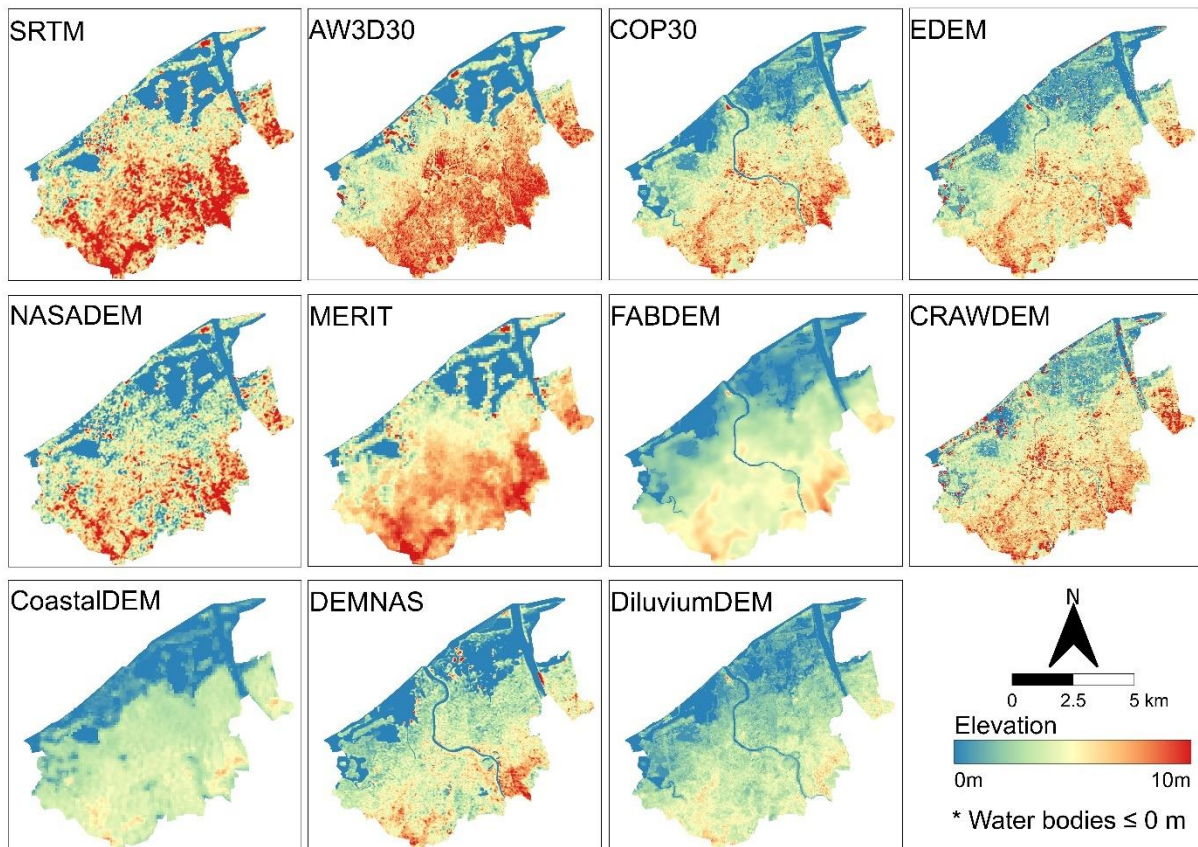 SRTM
AW3D30
COP30
EDEM
NASADEM
MERIT
FABDEM
CRAWDEM
CoastalDEM
DEMNAS
DiluviumDEM
N
0 2.5 5 km
Elevation
0m 10m
* Water bodies ≤ 0 m